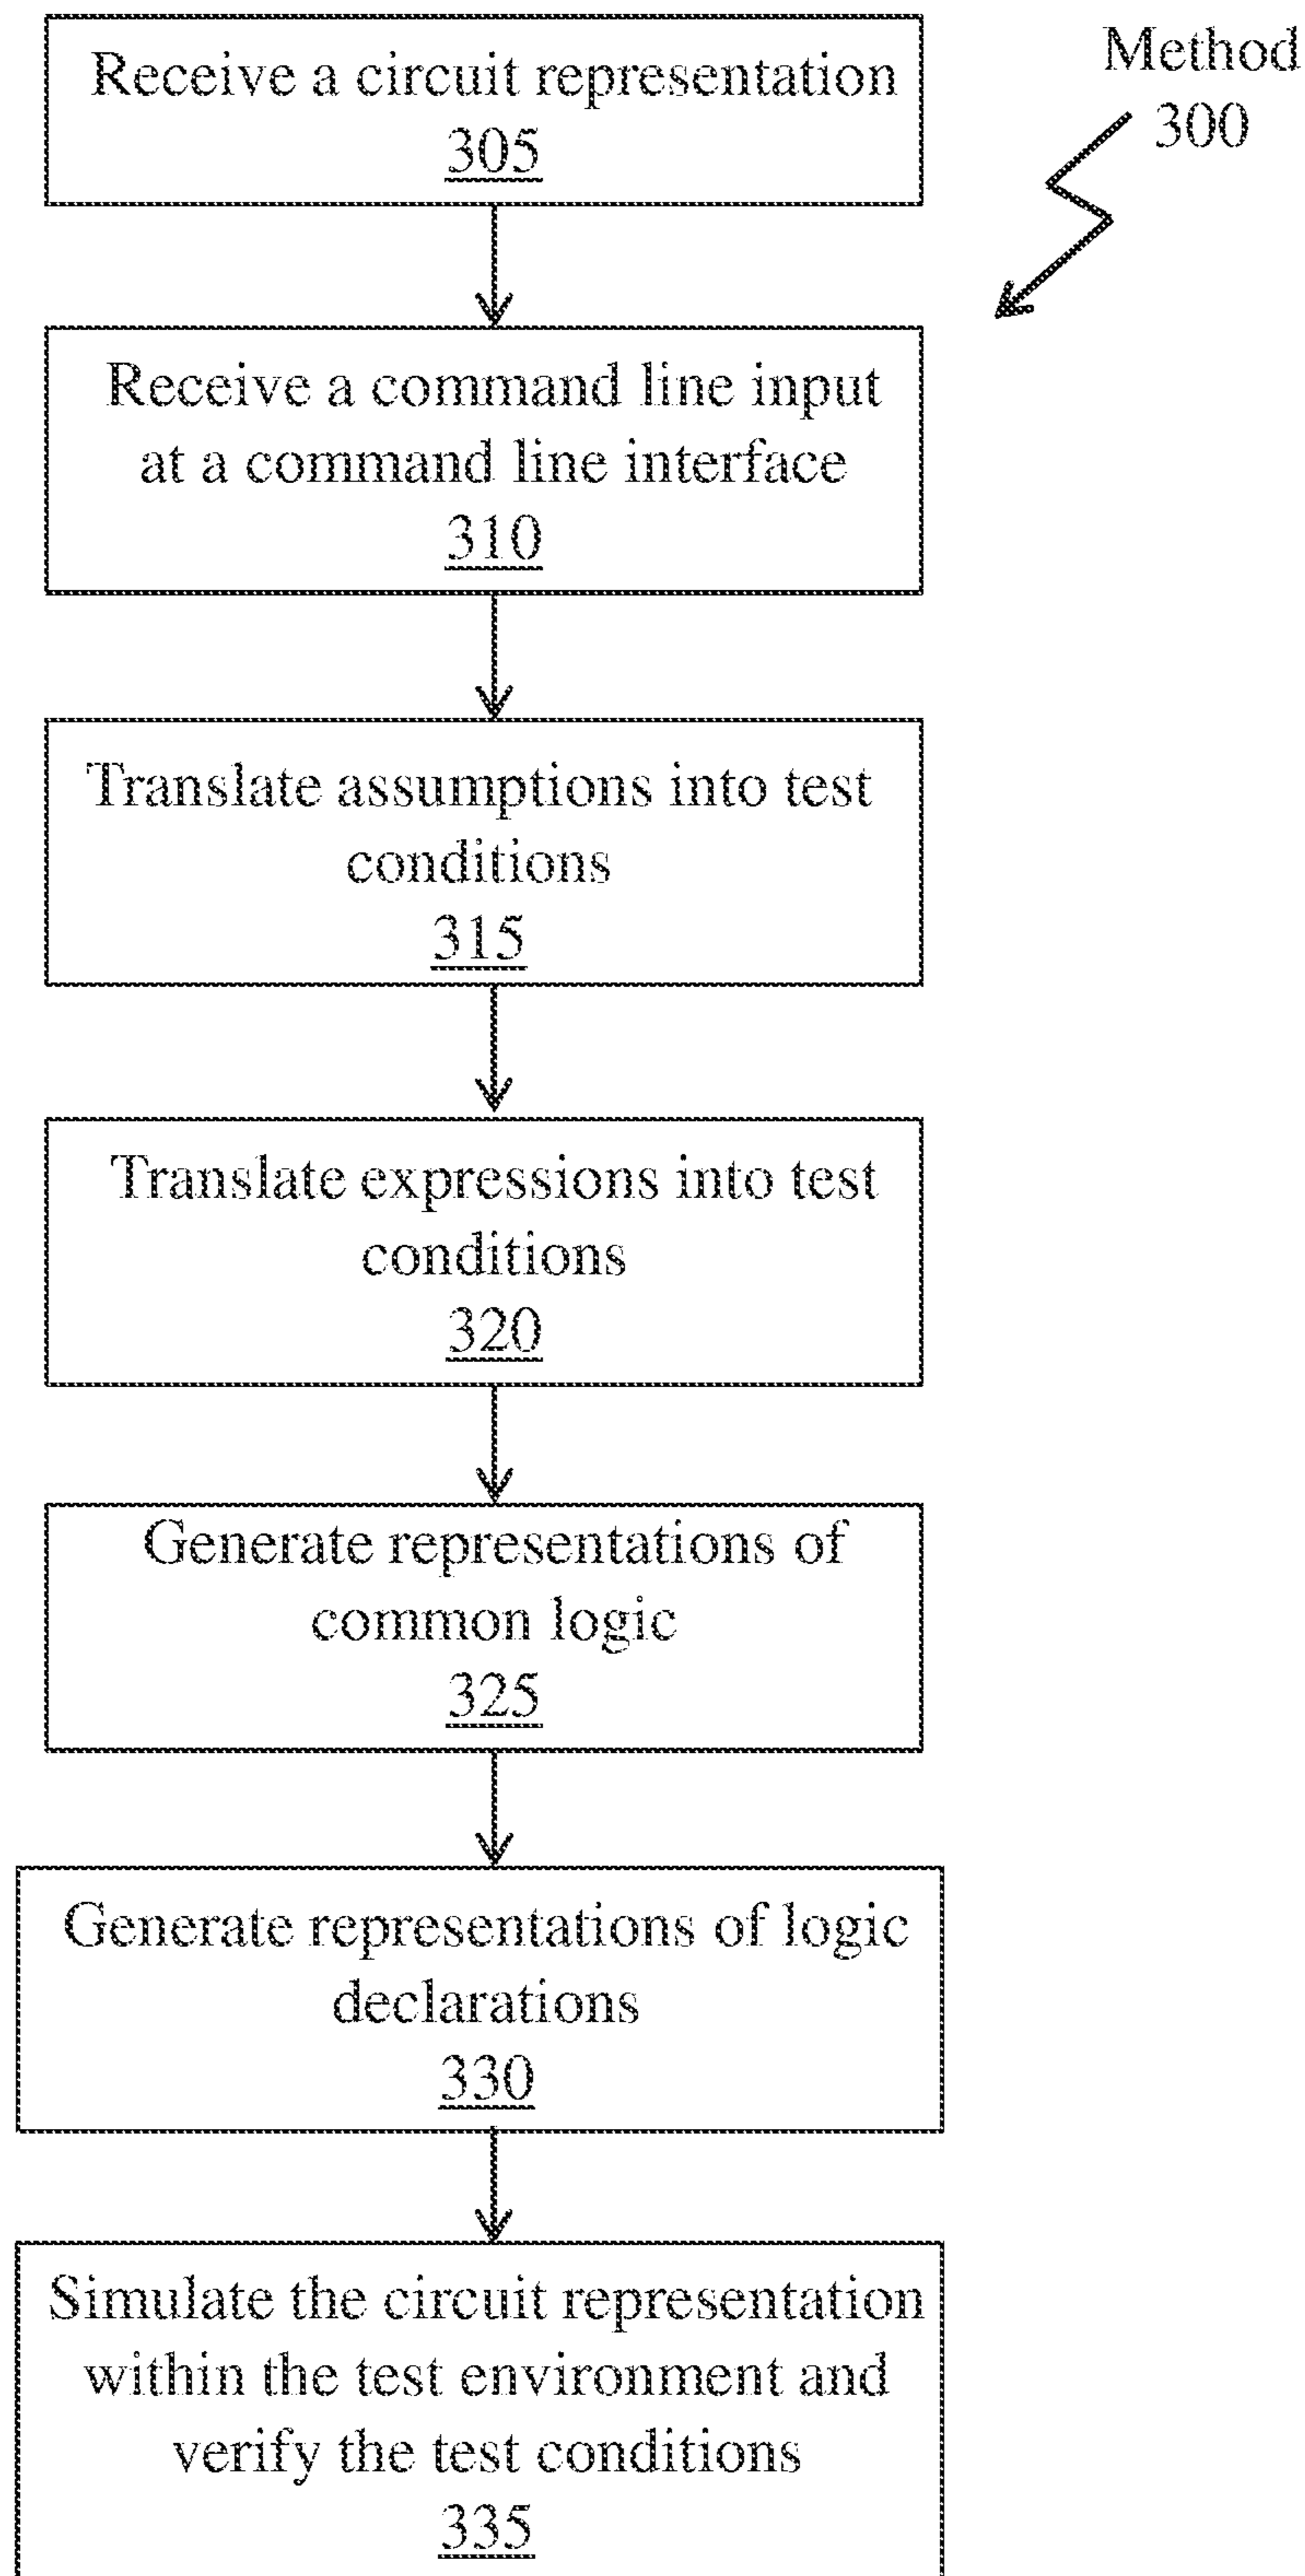 Receive a circuit representation
305
Method
300
Receive a command line input
at a command line interface
310
Translate assumptions into test
conditions
315
Translate expressions into test
conditions
320
Generate representations of
common logic
325
Generate representations of logic
declarations
330
Simulate the circuit representation
within the test environment and
verify the test conditions
335